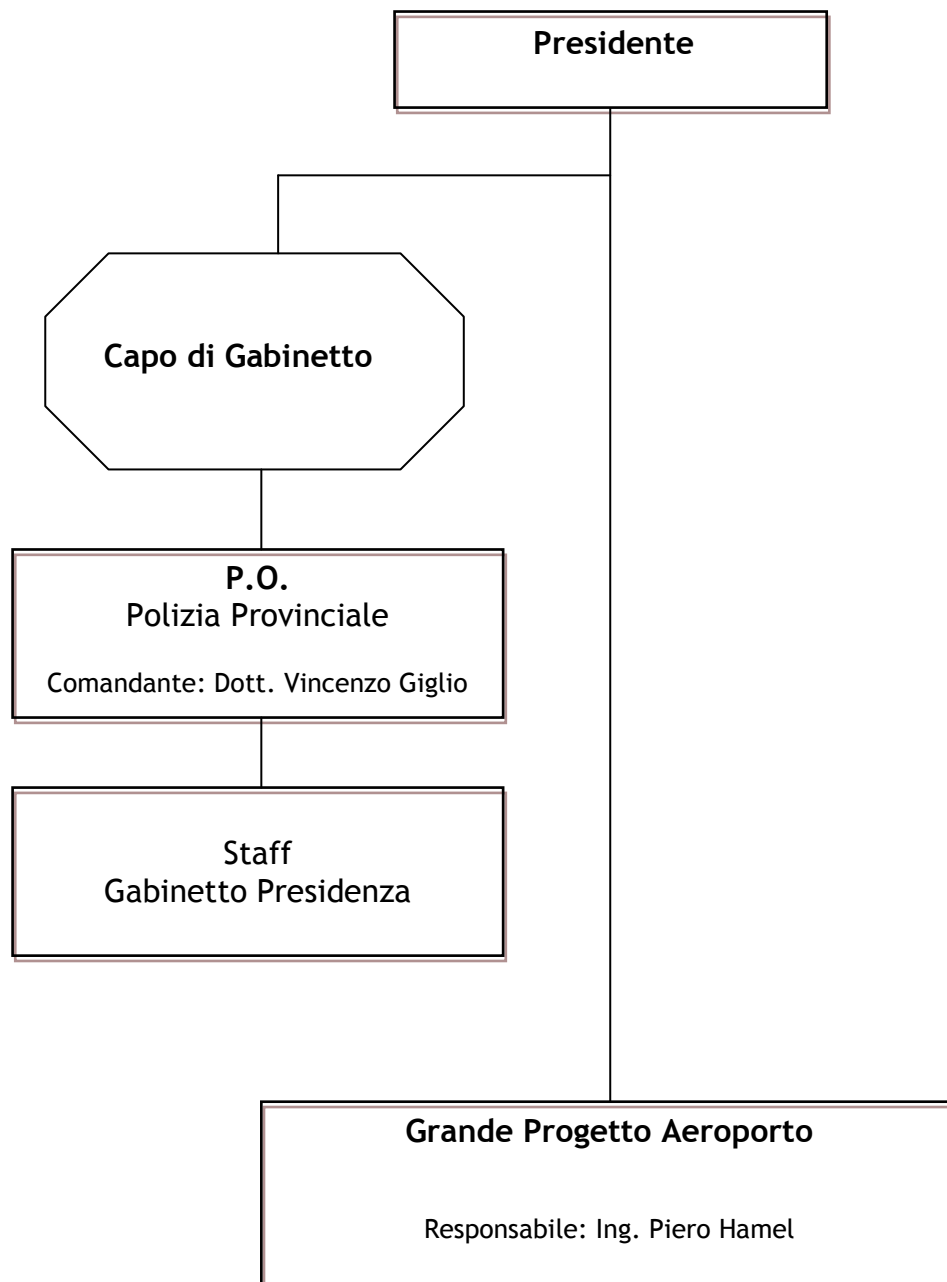 Presidente
Capo di Gabinetto
P.O.
Polizia Provinciale
Comandante: Dott. Vincenzo Giglio
Staff
Gabinetto Presidenza
Grande Progetto Aeroporto
Responsabile: Ing. Piero Hamel